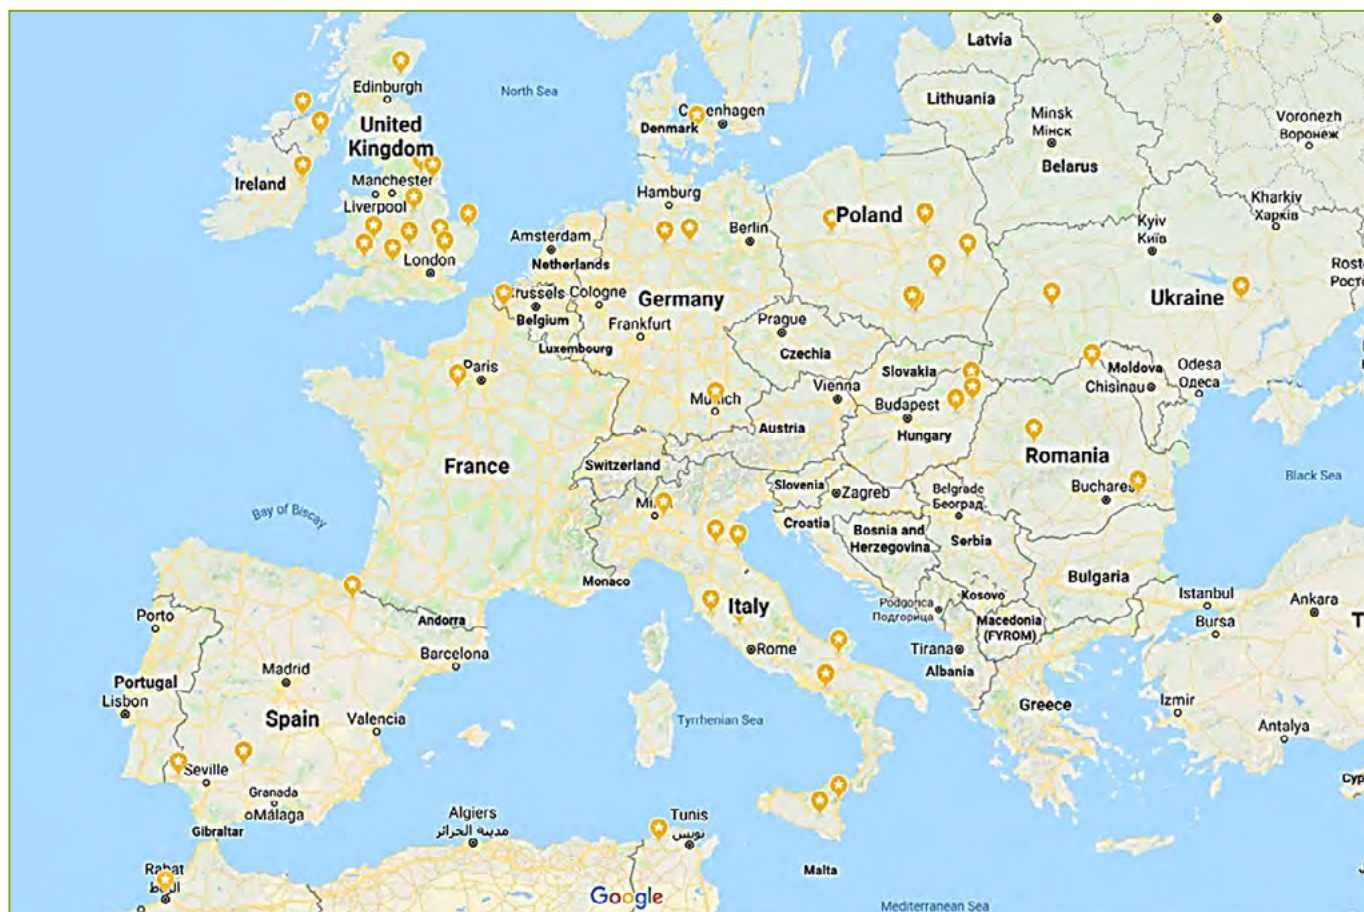 Latvia
Edinburgh
North Sea
Copenhagen
Denmark
Lithuania
Minsk
Мінск
Voronezh
Воронеж
United
Kingdom
Belarus
Ireland
Manchester
Liverpool
Hamburg
Poland
Kharkiv
Харків
Berlin
Kyiv
Київ
Amsterdam
Netherlands
London
Brussels
Cologne
Germany
Ukraine
Belgium
Frankfurt
Prague
Luxembourg
Czechia
Paris
Slovakia
Moldova
Odesa
Одеса
Chisinau
Vienna
Munich
Budapest
Austria
Hungary
France
Switzerland
Romania
Slovenia
Zagreb
Belgrade
Београд
Bucharest
Black Sea
Bay of Biscay
Croatia
Bosnia and
Herzegovina
Serbia
Monaco
Bulgaria
Kosovo
Istanbul
Ankara
Italy
Podgorica
Подгорица
Macedonia
(FYROM)
Bursa
Porto
Andorra
Rome
Tirana
Barcelona
Albania
Madrid
Portugal
Lisbon
Spain
Valencia
Tyrrhenian Sea
Greece
Izmir
Antalya
Seville
Granada
Málaga
Gibraltar
Algiers
مدينة الجزائر
Tunis
تونس
Rabat
Malta
Google
Mediterranean Sea